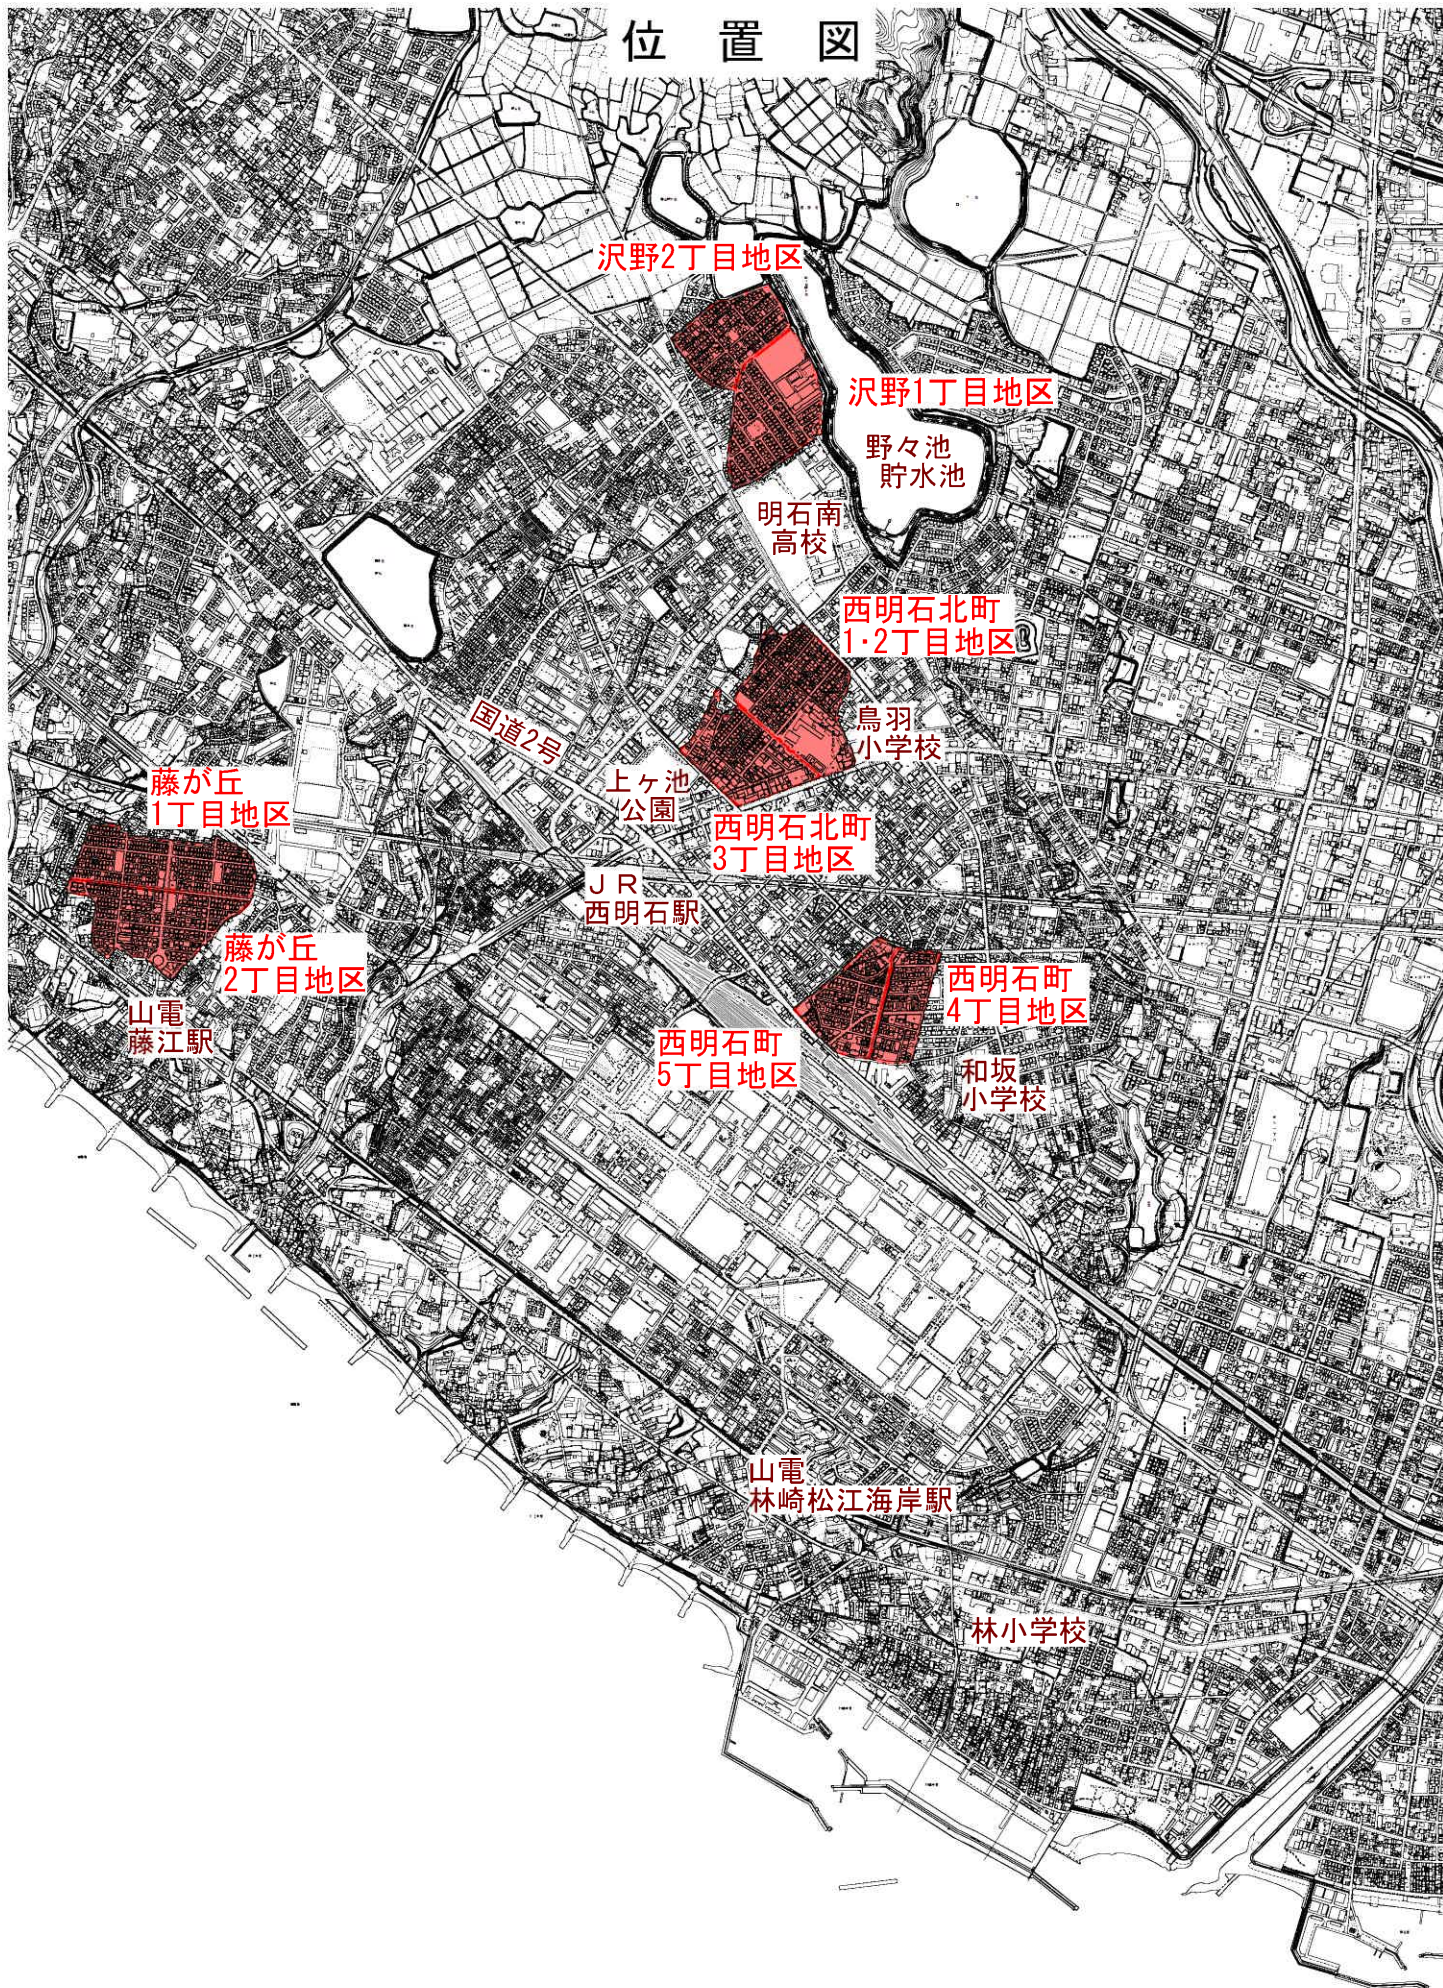 位置図
沢野2丁目地区
沢野1丁目地区
野々池
貯水池
明石南
高校
西明石北町
1・2丁目地区
国道2号
鳥羽
小学校
上ヶ池
公園
藤が丘
1丁目地区
西明石北町
3丁目地区
JR
西明石駅
藤が丘
2丁目地区
西明石町
4丁目地区
山電
藤江駅
西明石町
5丁目地区
和坂
小学校
山電
林崎松江海岸駅
林小学校